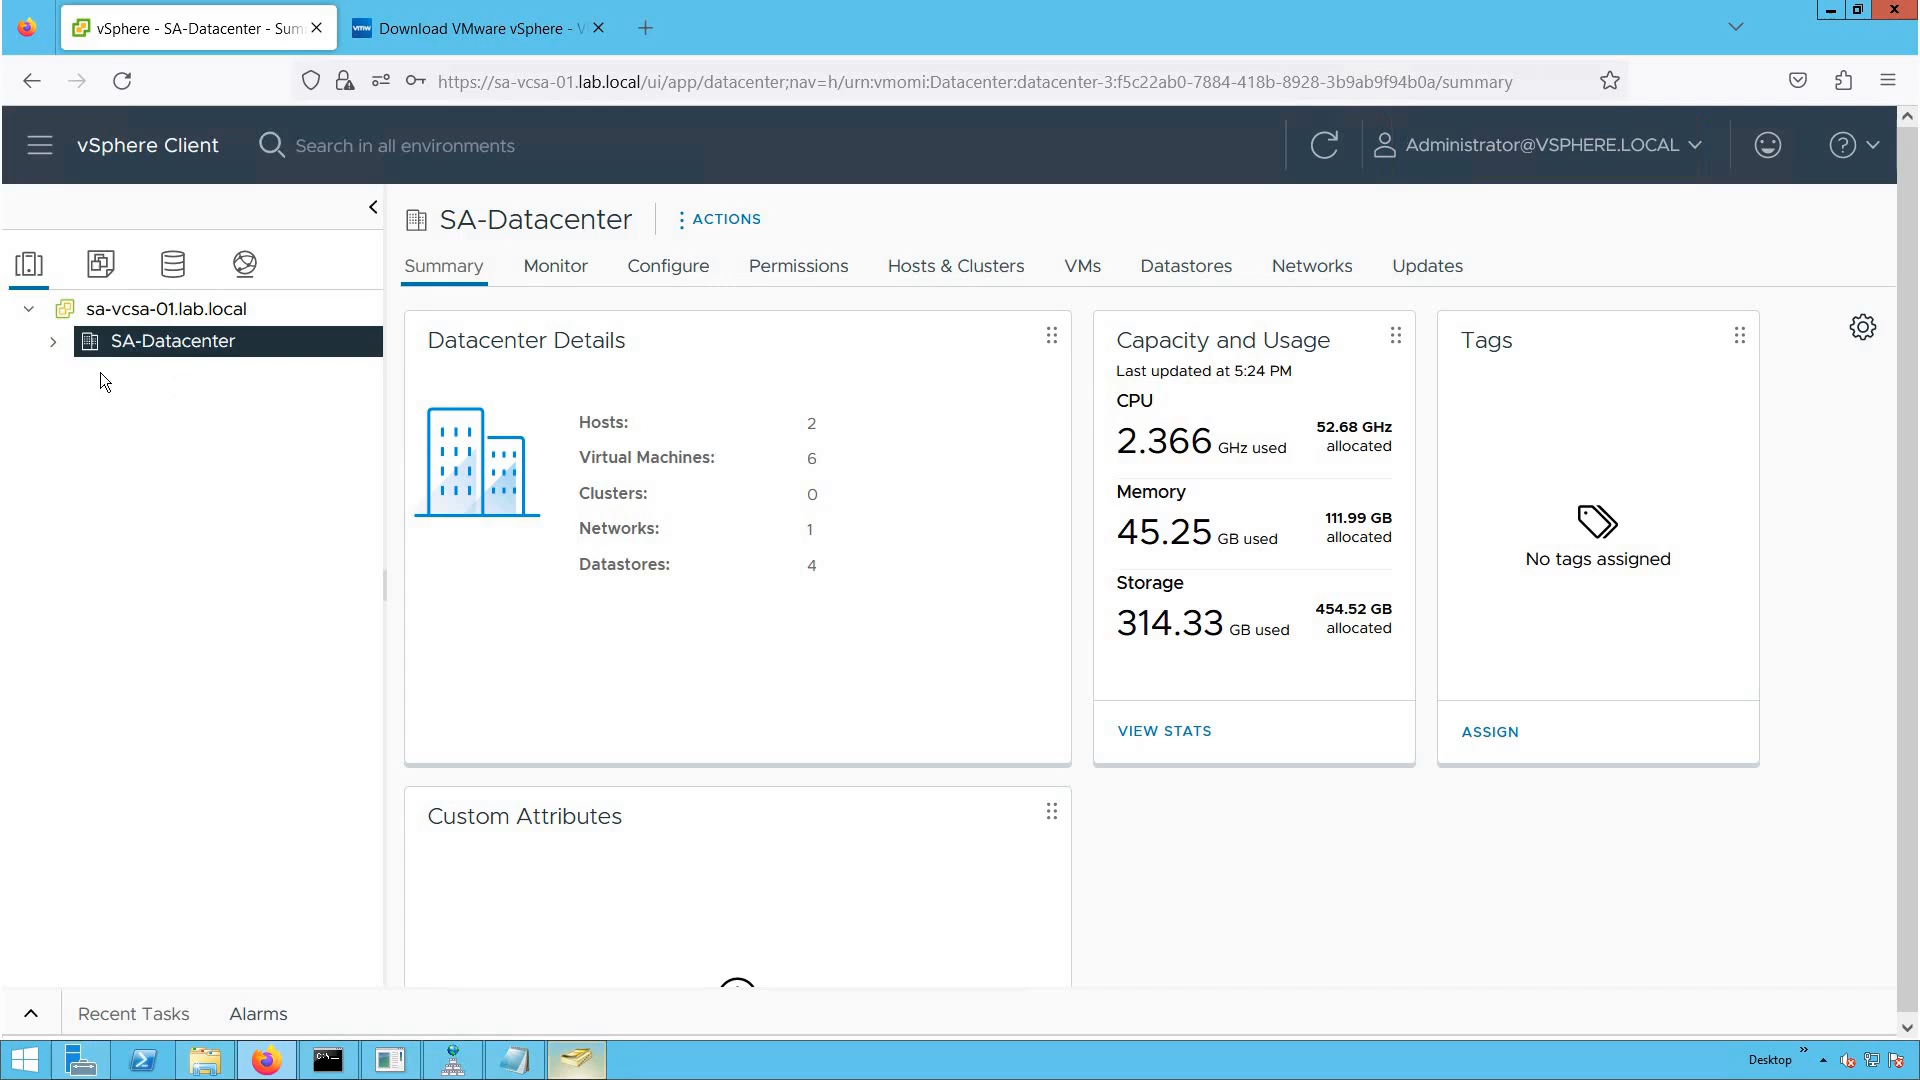 vSphere - SA-Datacenter - Sum
vmw Download VMware vSphere - V
https://sa-vcsa-01.lab.local/ui/app/datacenter;nav=h/urn:vmomi:Datacenter:datacenter-3:f5c22ab0-7884-418b-8928-3b9ab9f94b0a/summary
vSphere Client
Search in all environments
Administrator@VSPHERE.LOCAL
SA-Datacenter
ACTIONS
Summary Monitor Configure Permissions Hosts & Clusters VMs Datastores Networks Updates
sa-vcsa-01.lab.local
SA-Datacenter
Datacenter Details
Hosts: 2
Virtual Machines: 6
Clusters: 0
Networks: 1
Datastores: 4
Capacity and Usage
Last updated at 5:24 PM
CPU
2.366 GHz used
52.68 GHz allocated
Memory
45.25 GB used
111.99 GB allocated
Storage
314.33 GB used
454.52 GB allocated
VIEW STATS
Tags
No tags assigned
ASSIGN
Custom Attributes
Recent Tasks Alarms
Desktop